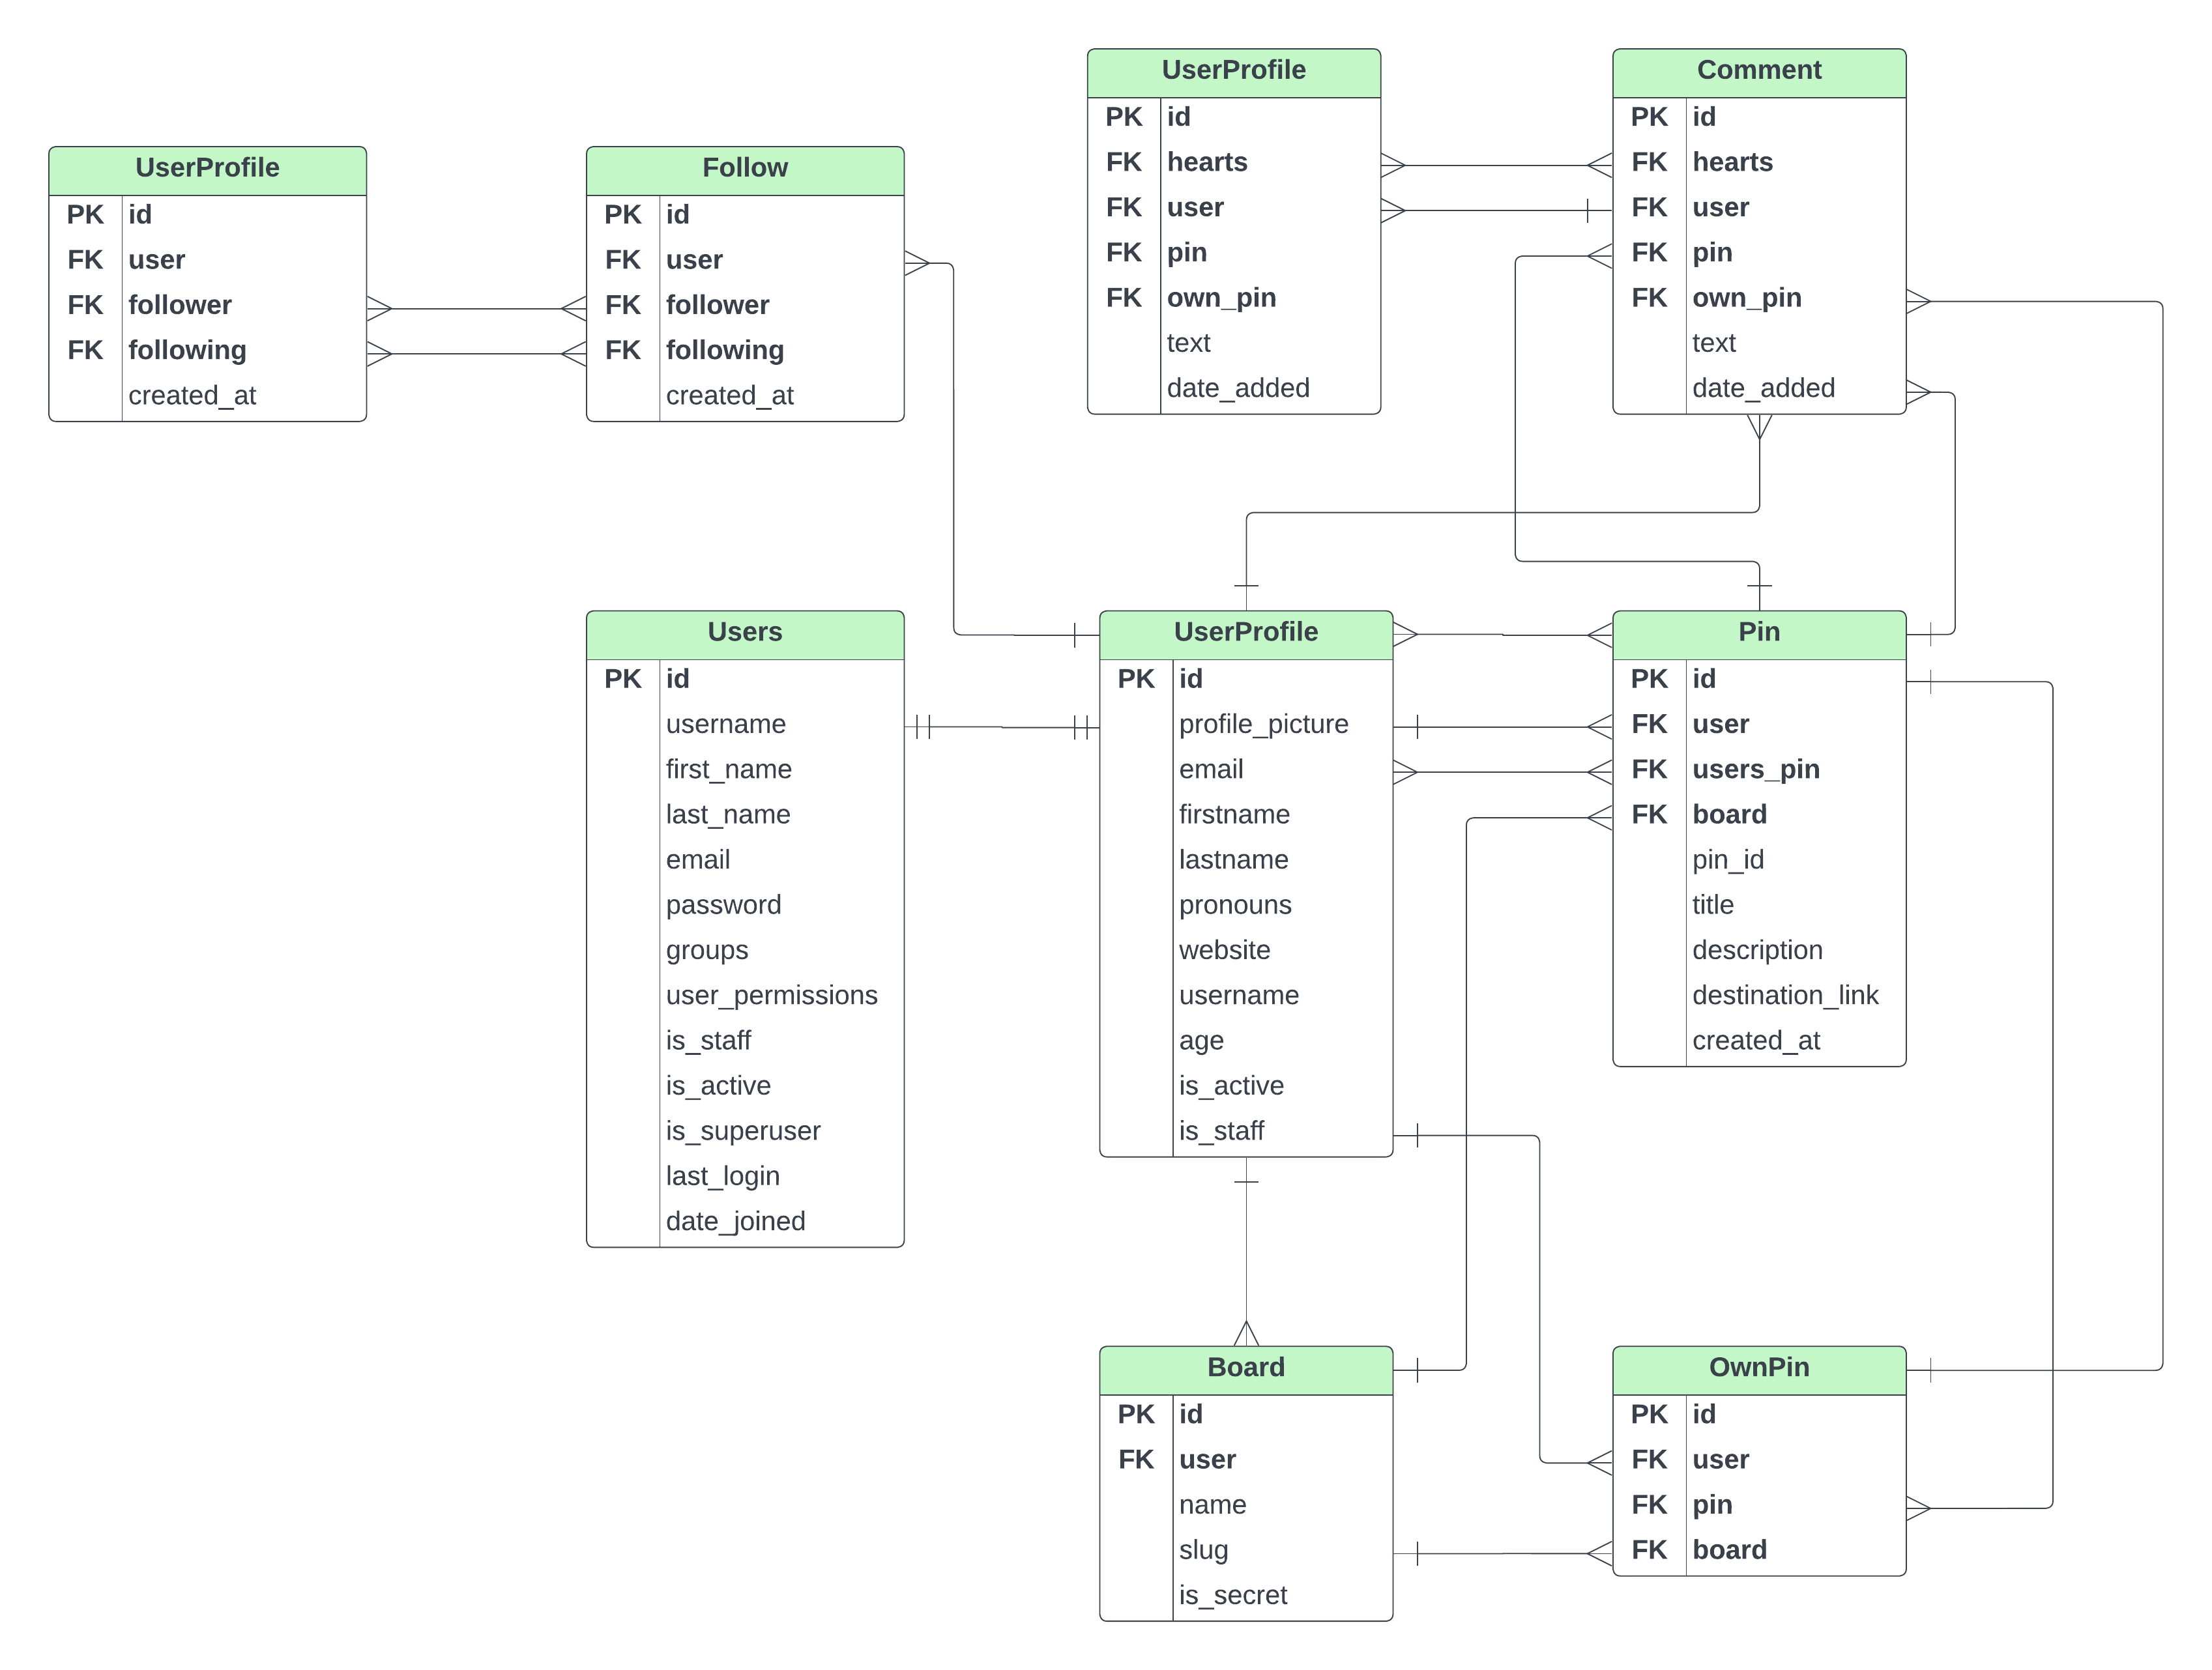 UserProfile
PK id
FK hearts
FK user
FK pin
FK own_pin
text
date_added
Comment
PK id
FK hearts
FK user
FK pin
FK own_pin
text
date_added
UserProfile
PK id
FK user
FK follower
FK following
created_at
Follow
PK id
FK user
FK follower
FK following
created_at
Users
PK id
username
first_name
last_name
email
password
groups
user_permissions
is_staff
is_active
is_superuser
last_login
date_joined
UserProfile
PK id
profile_picture
email
firstname
lastname
pronouns
website
username
age
is_active
is_staff
Pin
PK id
FK user
FK users_pin
FK board
pin_id
title
description
destination_link
created_at
Board
PK id
FK user
name
slug
is_secret
OwnPin
PK id
FK user
FK pin
FK board